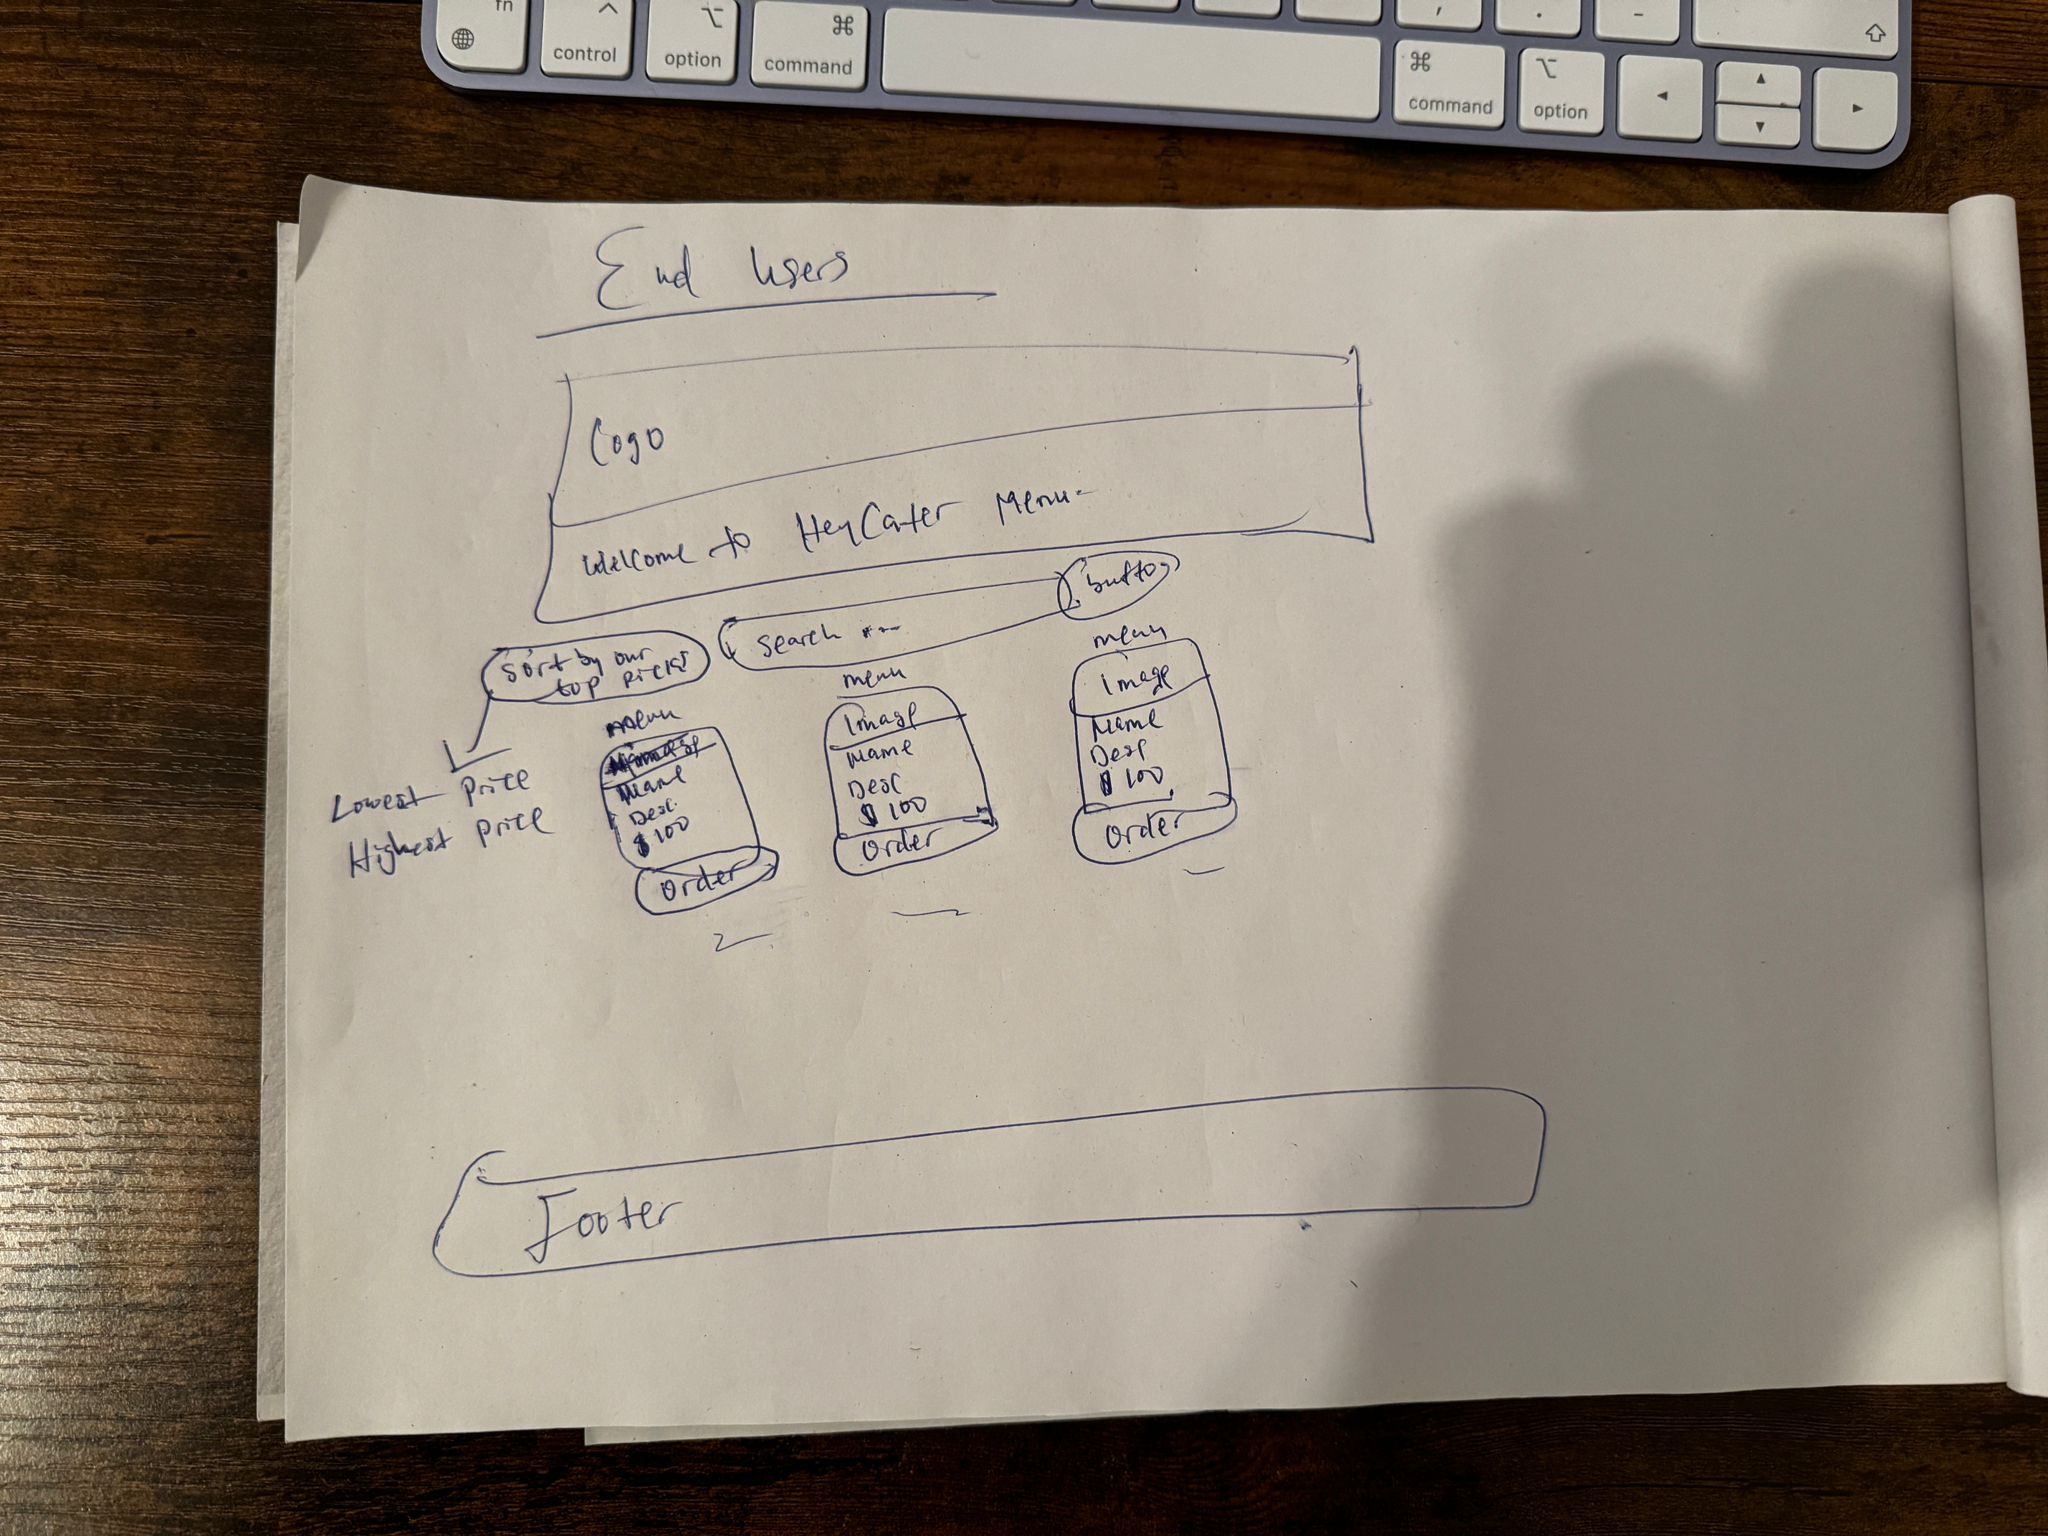 fn
control
option
command
command
option
End users
Logo
Welcome to HeyCater Menu
button
search ...
Sort by our
top picks
Lowest Price
Highest price
menu
Name
Desc
$100
Order
menu
Image
Name
Desc
$100
Order
menu
Image
Name
Desc
$100
Order
Footer